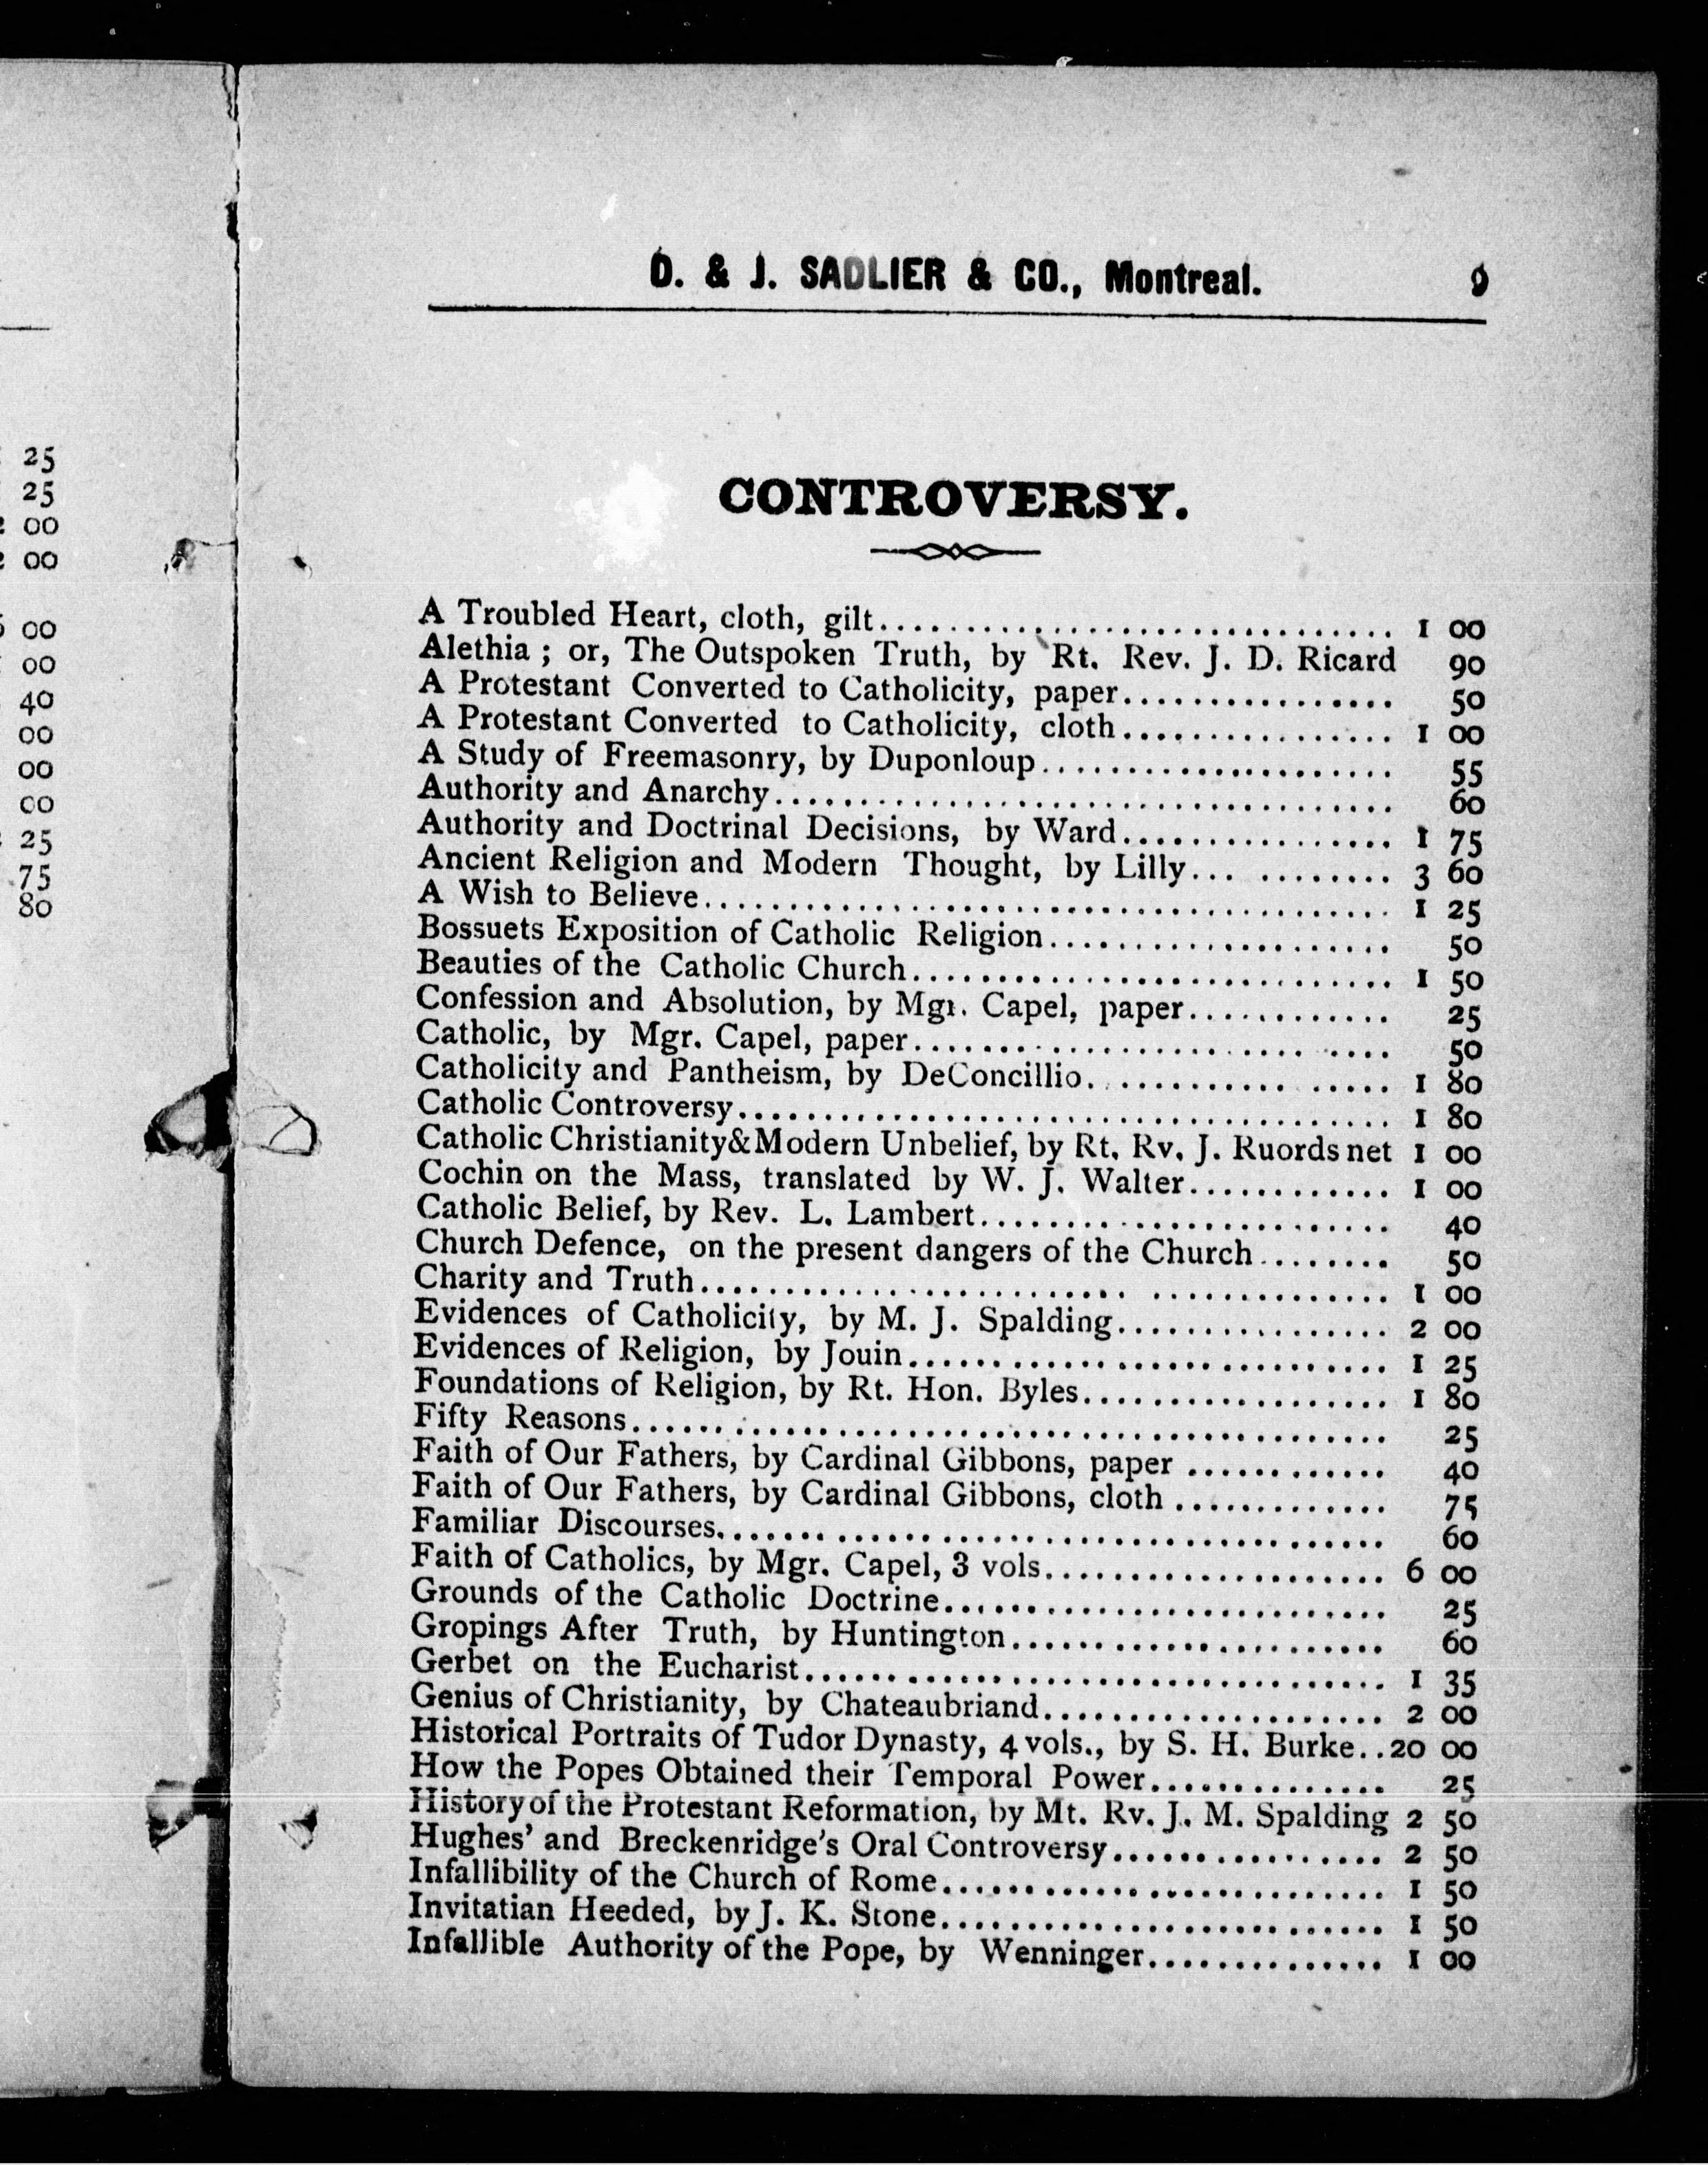 25
25
00
00
00
00
40
00
00
00
25
75
80
D. & J. SADLIER & CO., Montreal. 9
CONTROVERSY.
A Troubled Heart, cloth, gilt.............................. 1 00
Alethia ; or, The Outspoken Truth, by Rt. Rev. J. D. Ricard 90
A Protestant Converted to Catholicity, paper................ 50
A Protestant Converted to Catholicity, cloth................ 1 00
A Study of Freemasonry, by Duponloup..................... 55
Authority and Anarchy..................................... 60
Authority and Doctrinal Decisions, by Ward................ 1 75
Ancient Religion and Modern Thought, by Lilly... ........ 3 60
A Wish to Believe......................................... 1 25
Bossuets Exposition of Catholic Religion.................... 50
Beauties of the Catholic Church............................ 1 50
Confession and Absolution, by Mgr. Capel, paper............ 25
Catholic, by Mgr. Capel, paper............................ 50
Catholicity and Pantheism, by DeConcillio.................. 1 80
Catholic Controversy....................................... 1 80
Catholic Christianity&Modern Unbelief, by Rt. Rv. J. Ruords net 1 00
Cochin on the Mass, translated by W. J. Walter............ 1 00
Catholic Belief, by Rev. L. Lambert........................ 40
Church Defence, on the present dangers of the Church........ 50
Charity and Truth.......................... .............. 1 00
Evidences of Catholicity, by M. J. Spalding................ 2 00
Evidences of Religion, by Jouin............................ 1 25
Foundations of Religion, by Rt. Hon. Byles.................. 1 80
Fifty Reasons............................................. 25
Faith of Our Fathers, by Cardinal Gibbons, paper ............ 40
Faith of Our Fathers, by Cardinal Gibbons, cloth ............. 75
Familiar Discourses....................................... 60
Faith of Catholics, by Mgr. Capel, 3 vols.................... 6 00
Grounds of the Catholic Doctrine.......................... 25
Gropings After Truth, by Huntington...................... 60
Gerbet on the Eucharist.................................. 1 35
Genius of Christianity, by Chateaubriand.................... 2 00
Historical Portraits of Tudor Dynasty, 4 vols., by S. H. Burke..20 00
How the Popes Obtained their Temporal Power.............. 25
History of the Protestant Reformation, by Mt. Rv. J. M. Spalding 2 50
Hughes' and Breckenridge's Oral Controversy................ 2 50
Infallibility of the Church of Rome.......................... 1 50
Invitatian Heeded, by J. K. Stone.......................... 1 50
Infallible Authority of the Pope, by Wenninger.............. 1 00